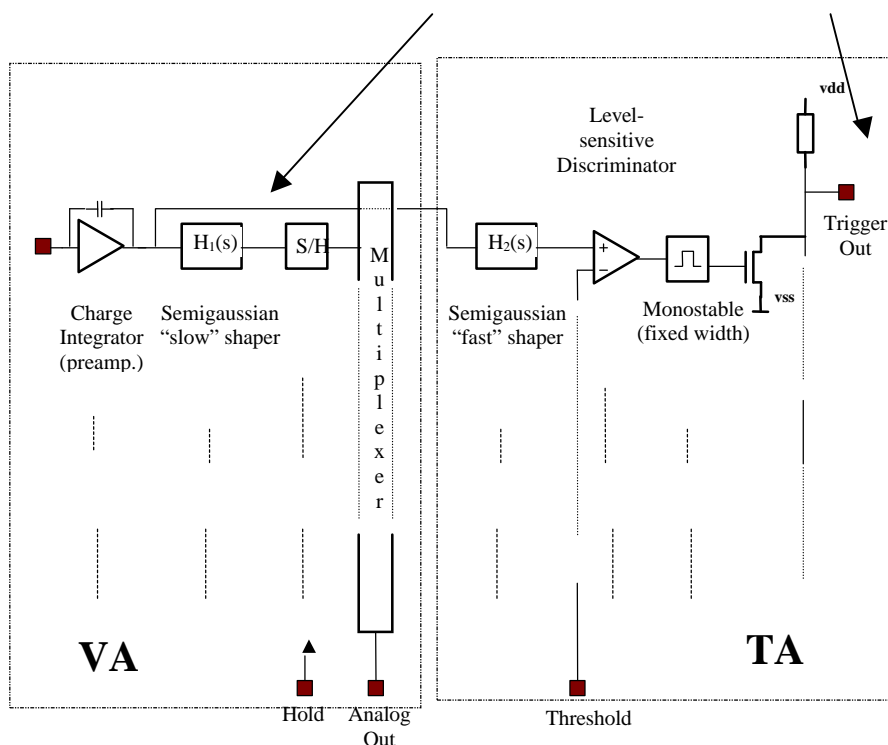 vdd
Level-
sensitive
Discriminator
Trigger
Out
H₁(s)
S/H
H₂(s)
+
−
vss
Charge
Integrator
(preamp.)
Semigaussian
“slow” shaper
Multiplexer
Semigaussian
“fast” shaper
Monostable
(fixed width)
VA
TA
Hold
Analog
Out
Threshold